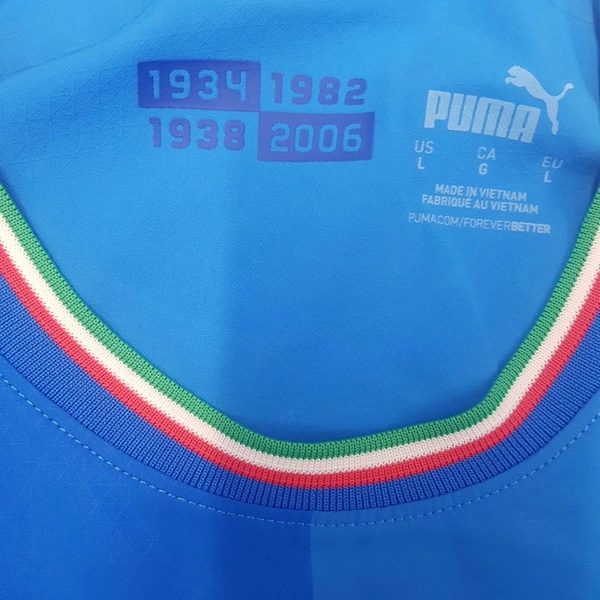 1934 1982
1938 2006
PUMA
US CA EU
L G L
MADE IN VIETNAM
FABRIQUÉ AU VIETNAM
PUMA.COM/FOREVERBETTER